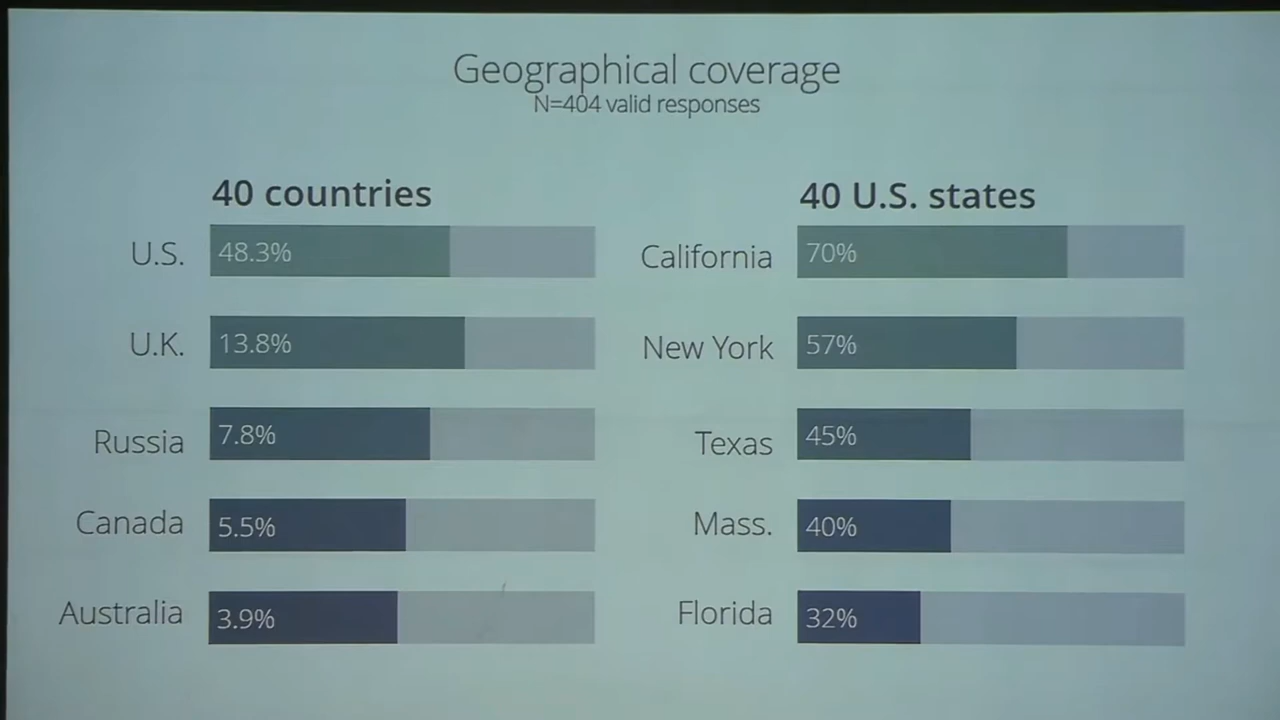 Geographical coverage
N=404 valid responses
40 countries
U.S. 48.3%
U.K. 13.8%
Russia 7.8%
Canada 5.5%
Australia 3.9%
40 U.S. states
California 70%
New York 57%
Texas 45%
Mass. 40%
Florida 32%